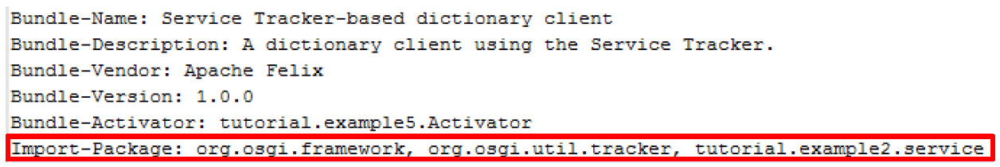 Bundle-Name: Service Tracker-based dictionary client
Bundle-Description: A dictionary client using the Service Tracker.
Bundle-Vendor: Apache Felix
Bundle-Version: 1.0.0
Bundle-Activator: tutorial.example5.Activator
Import-Package: org.osgi.framework, org.osgi.util.tracker, tutorial.example2.service